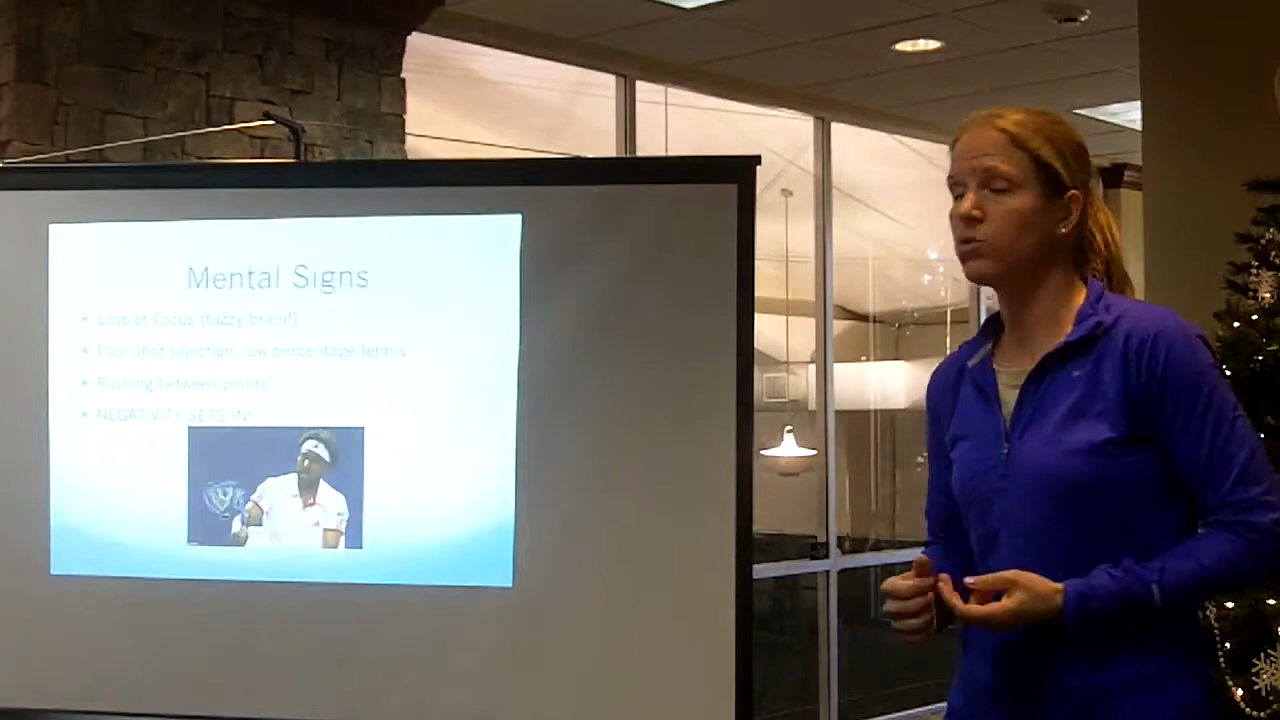 Mental Signs
• Loss of Focus (fuzzy brain!)
• Poor shot selection, low percentage tennis
• Rushing between points
• NEGATIVITY SETS IN!